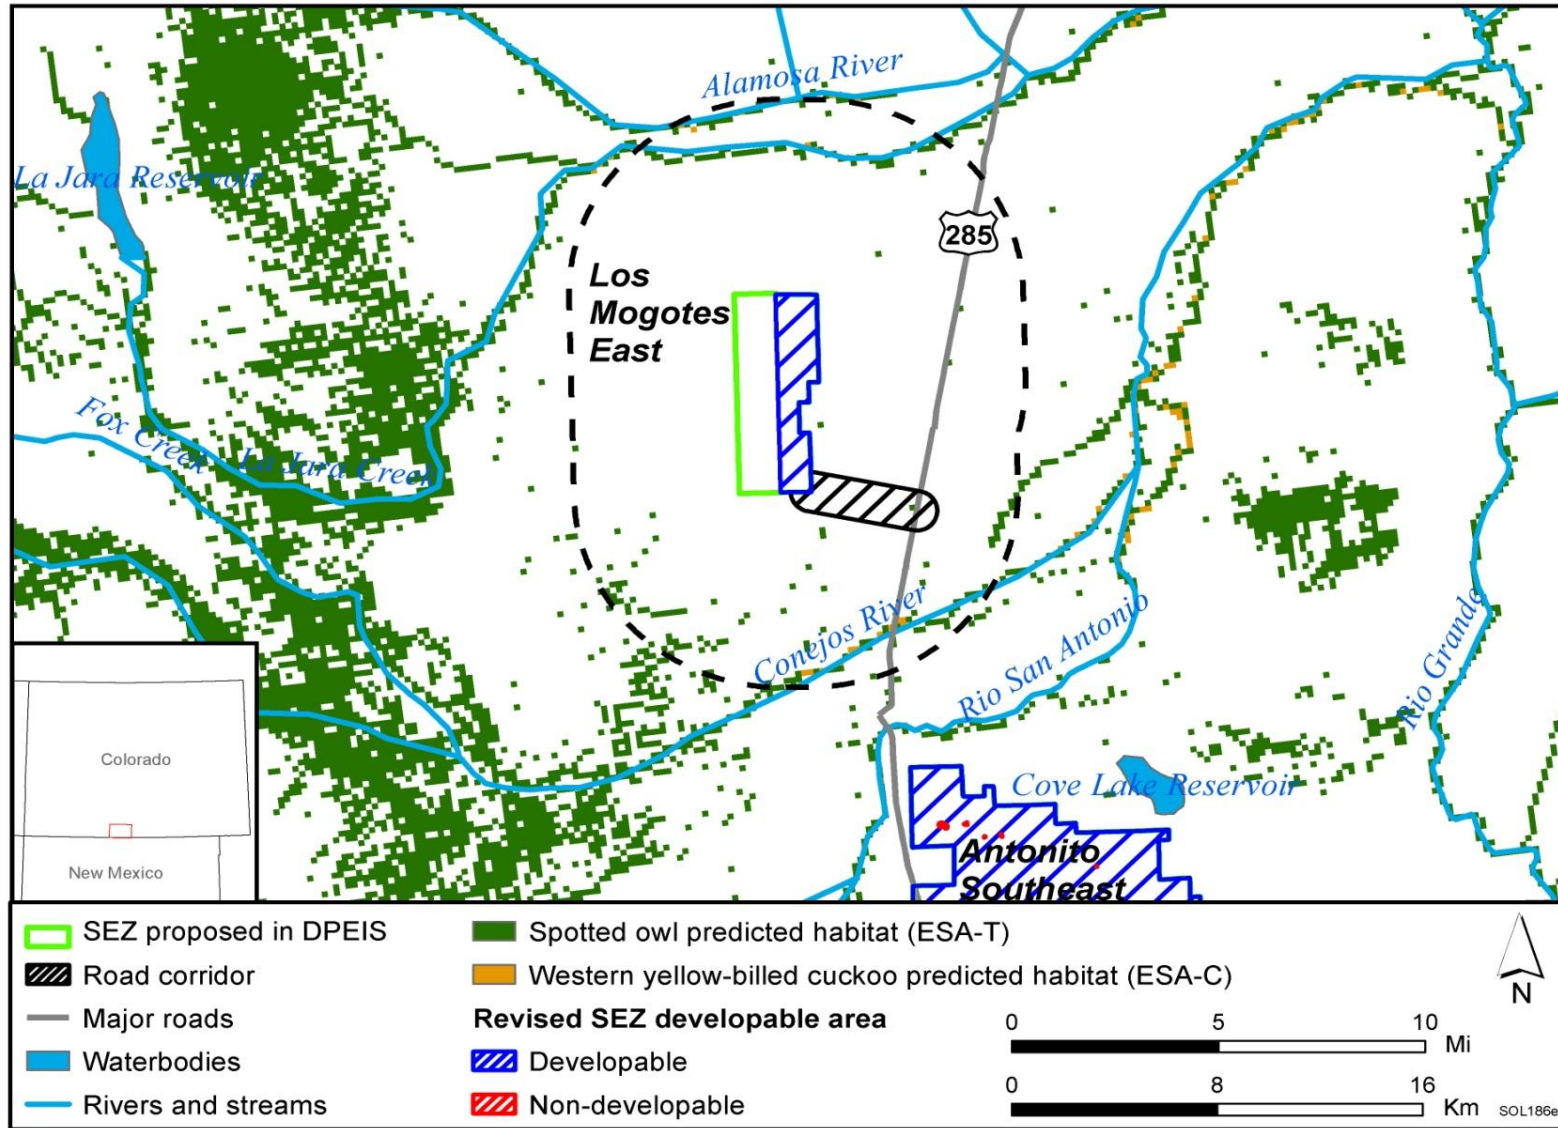 Alamosa River
La Jara Reservoir
285
Los
Mogotes
East
Fox Creek
La Jara Creek
Conejos River
Rio San Antonio
Rio Grande
Cove Lake Reservoir
Antonito
Southeast
Colorado
New Mexico
SEZ proposed in DPEIS
Road corridor
Major roads
Waterbodies
Rivers and streams
Spotted owl predicted habitat (ESA-T)
Western yellow-billed cuckoo predicted habitat (ESA-C)
Revised SEZ developable area
Developable
Non-developable
N
0 5 10
Mi
0 8 16
Km
SOL186e